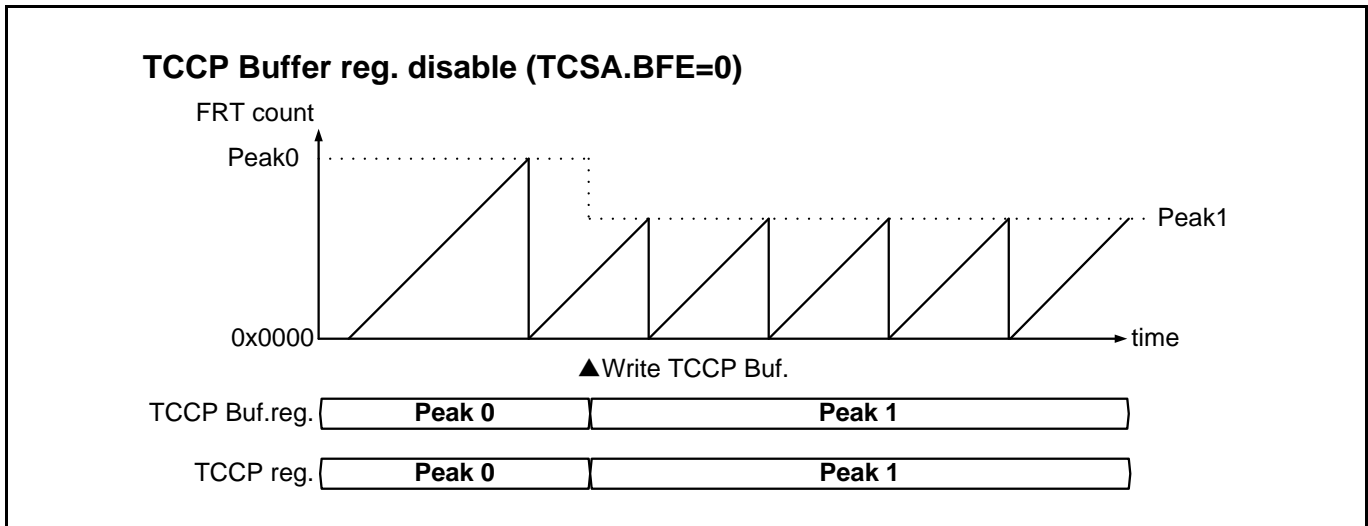 TCCP Buffer reg. disable (TCSA.BFE=0)
FRT count
Peak0
Peak1
0x0000
time
▲Write TCCP Buf.
TCCP Buf.reg. Peak 0 Peak 1
TCCP reg. Peak 0 Peak 1